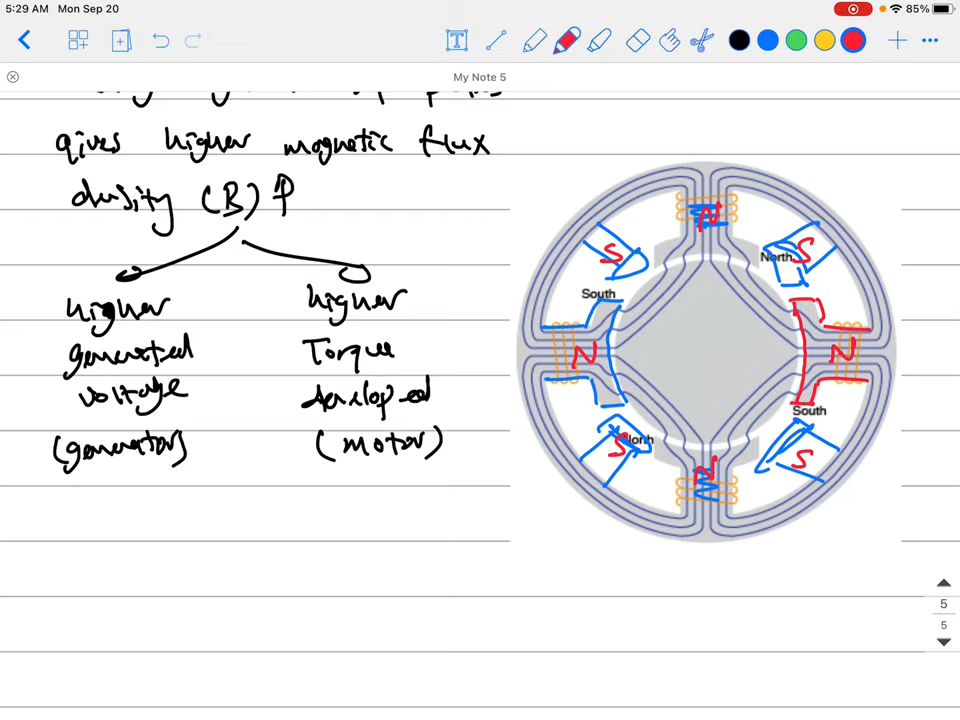 5:29 AM Mon Sep 20
85%
My Note 5
gives higher magnetic flux
density (B) ↑
higher
generated
voltage
(generators)
higher
Torque
developed
(motor)
N
S
North S
South
N
N
South
S North
N
S
5
5